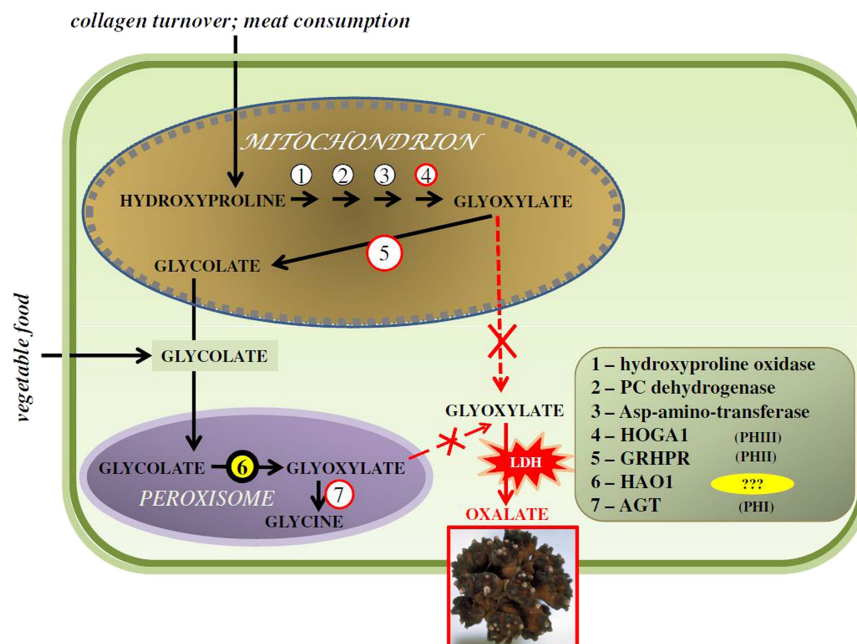 collagen turnover; meat consumption
MITOCHONDRION
1 2 3 4
HYDROXYPROLINE GLYOXYLATE
5
GLYCOLATE
vegetable food
GLYCOLATE
GLYOXYLATE
GLYCOLATE 6 GLYOXYLATE
PEROXISOME 7
GLYCINE
LDH
OXALATE
1 – hydroxyproline oxidase
2 – PC dehydrogenase
3 – Asp-amino-transferase
4 – HOGA1 (PHIII)
5 – GRHPR (PHII)
6 – HAO1 ???
7 – AGT (PHI)